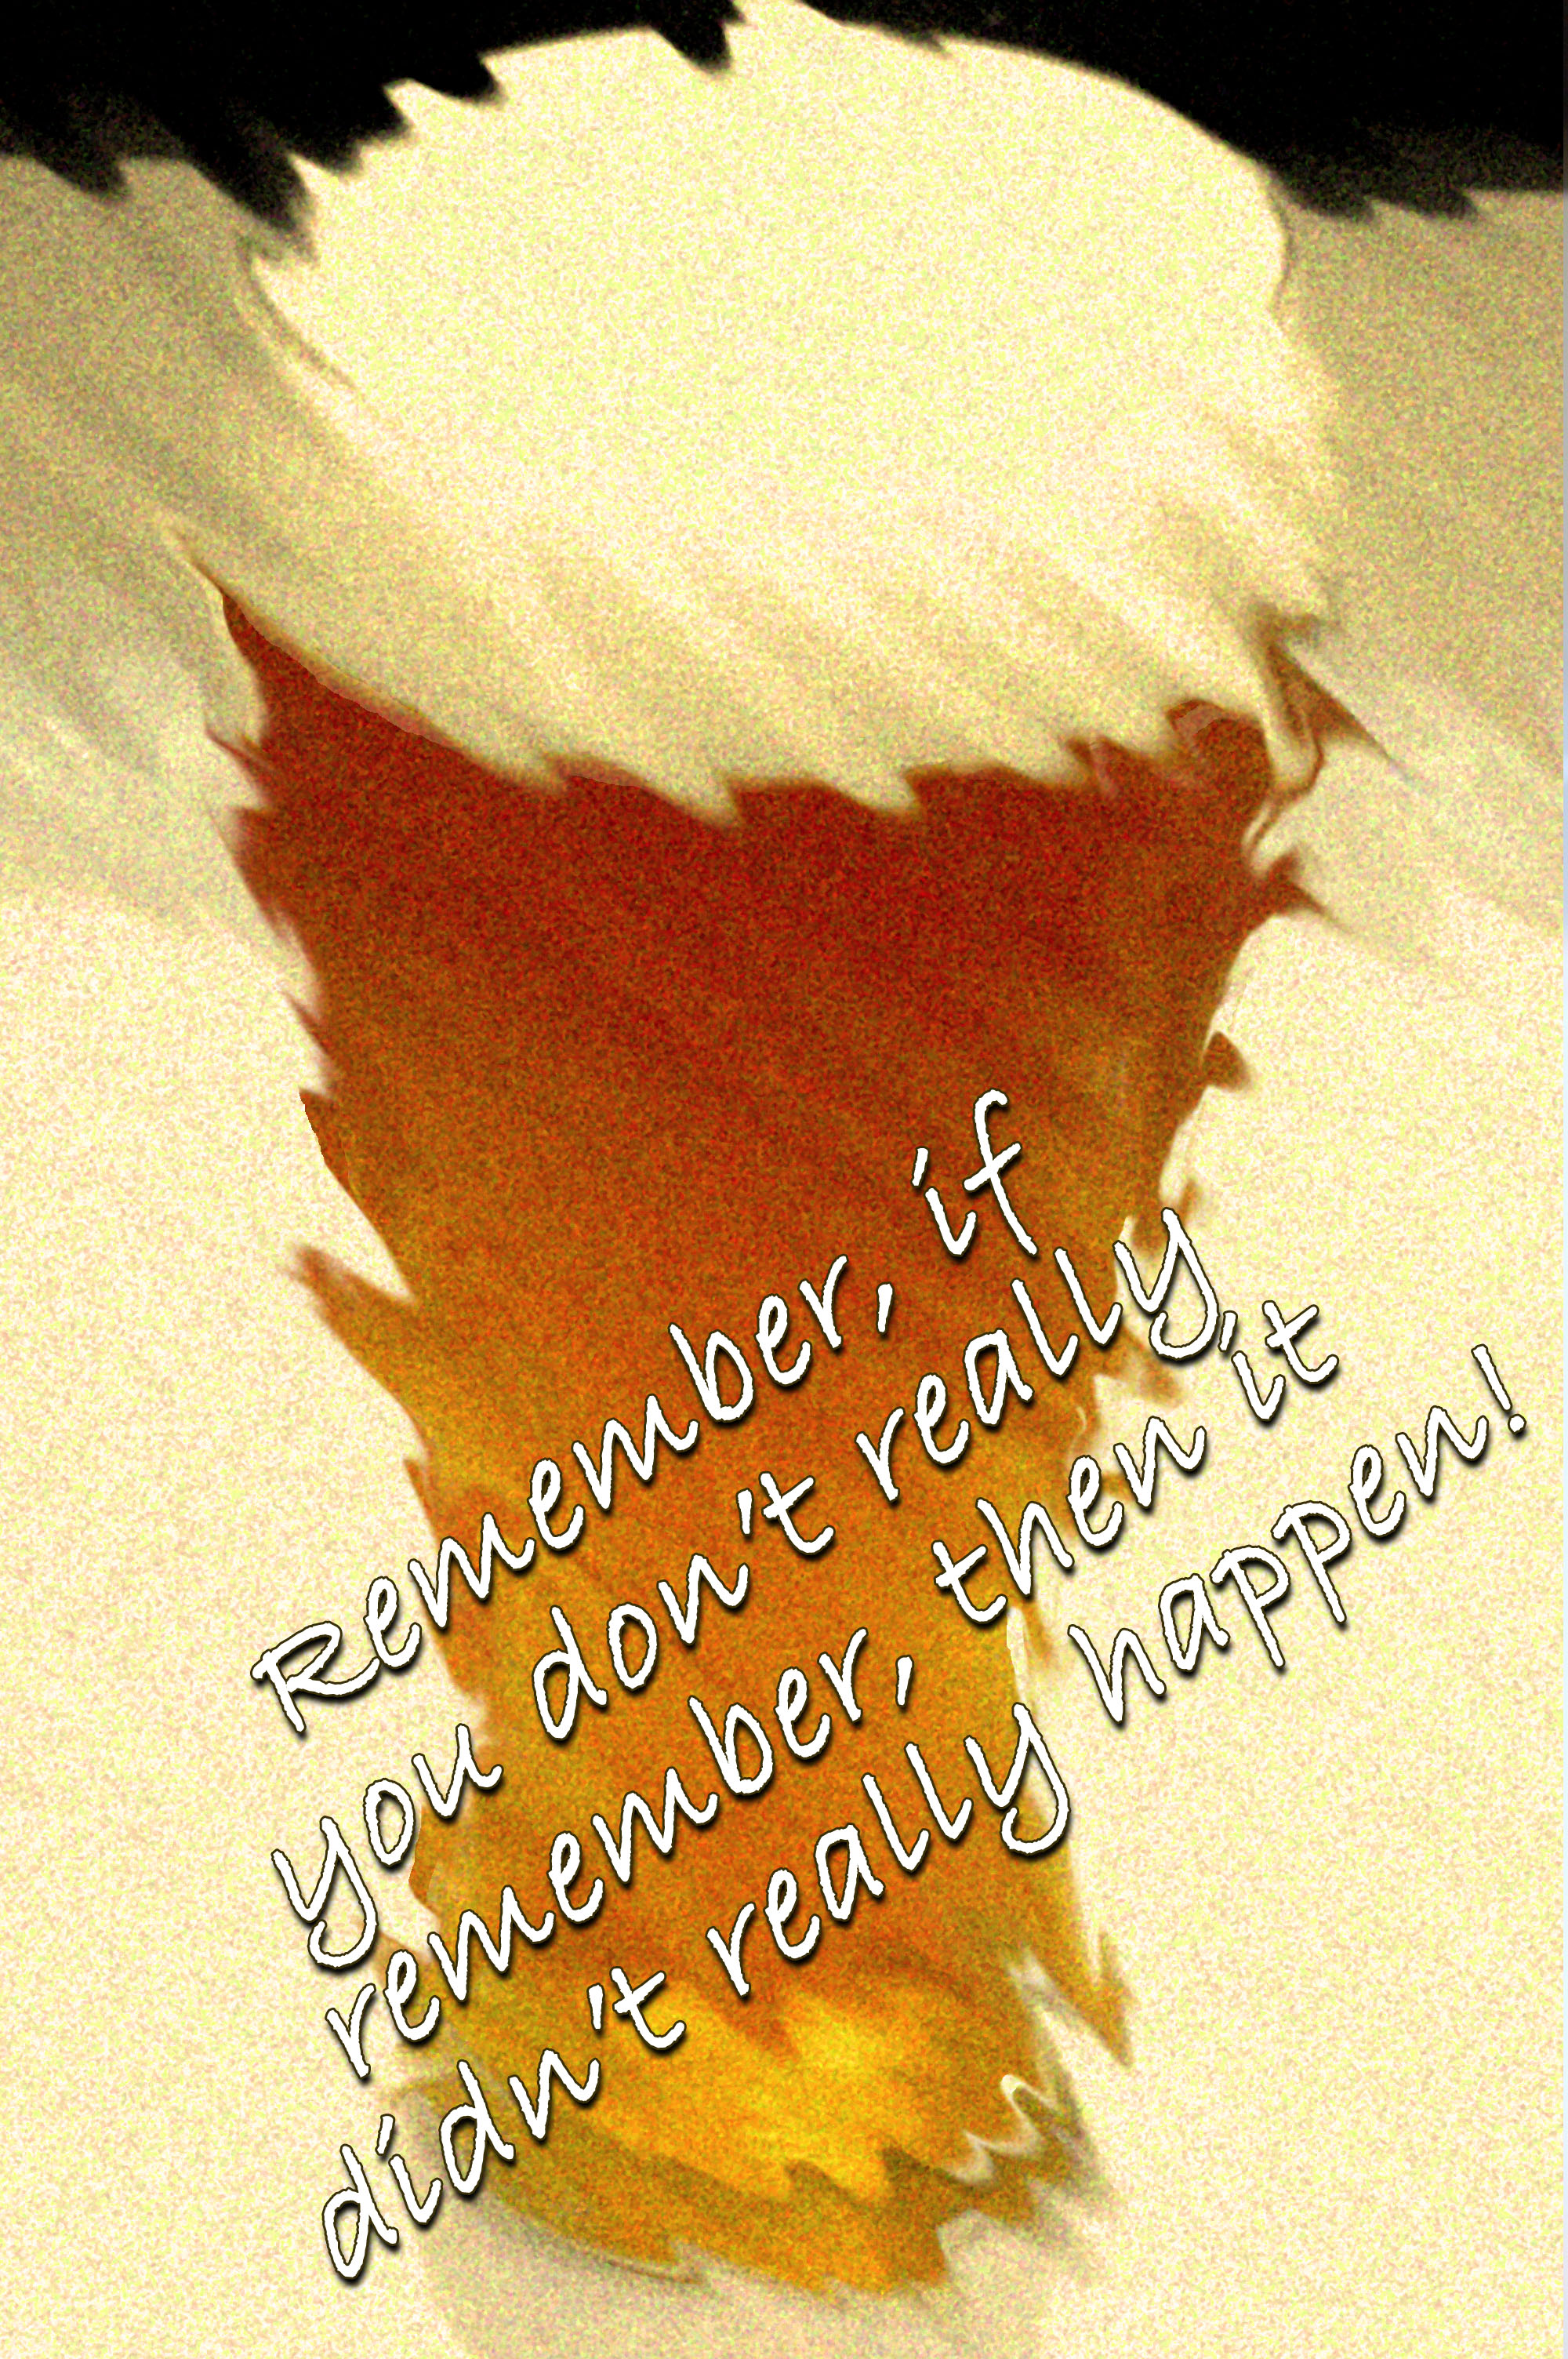 Remember, if
you don't really,
remember, then it
didn't really happen!